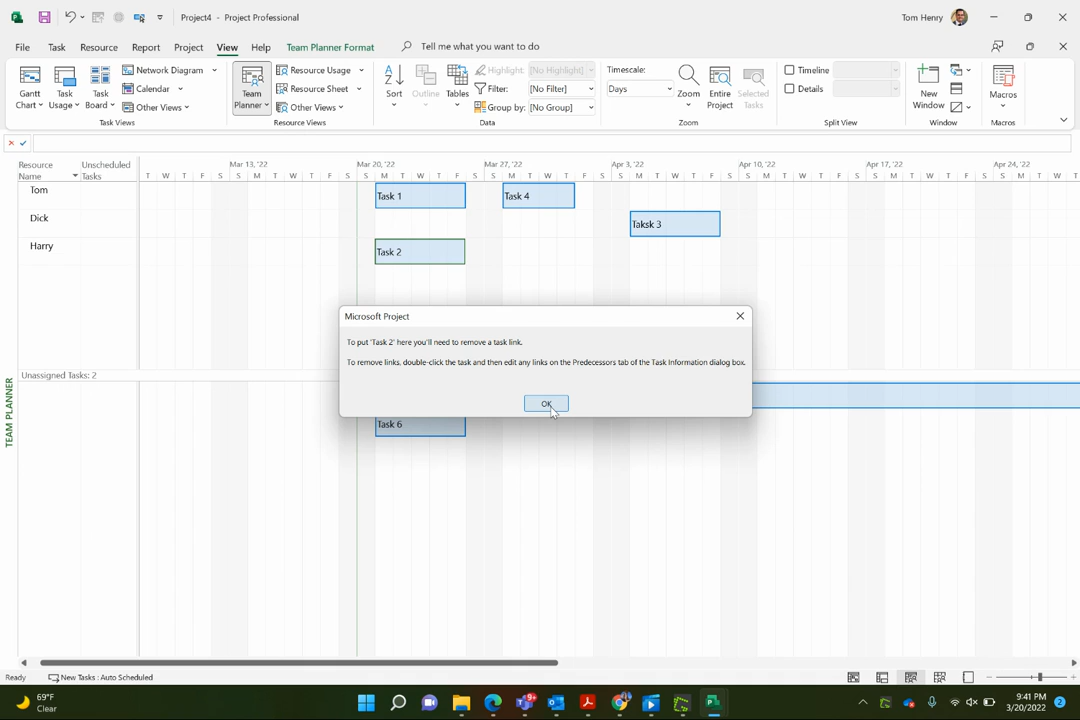 Project4 - Project Professional
Tom Henry
File Task Resource Report Project View Help Team Planner Format Tell me what you want to do
Gantt Chart
Task Usage
Task Board
Network Diagram
Calendar
Other Views
Task Views
Team Planner
Resource Usage
Resource Sheet
Other Views
Resource Views
Sort
Outline
Tables
Highlight: [No Highlight]
Filter: [No Filter]
Group by: [No Group]
Data
Timescale:
Days
Zoom
Entire Project
Selected Tasks
Zoom
Timeline
Details
Split View
New Window
Window
Macros
Macros
Resource Name
Unscheduled Tasks
Mar 13, '22 Mar 20, '22 Mar 27, '22 Apr 3, '22 Apr 10, '22 Apr 17, '22 Apr 24, '22
T W T F S S M T W T F S S M T W T F S S M T W T F S S M T W T F S S M T W T F S S M T W T F S S M T W T F S S M T
Tom
Task 1
Task 4
Dick
Taksk 3
Harry
Task 2
Microsoft Project
To put 'Task 2' here you'll need to remove a task link.
To remove links, double-click the task and then edit any links on the Predecessors tab of the Task Information dialog box.
OK
Unassigned Tasks: 2
Task 6
TEAM PLANNER
Ready
New Tasks : Auto Scheduled
69°F
Clear
9+
9:41 PM
3/20/2022
2